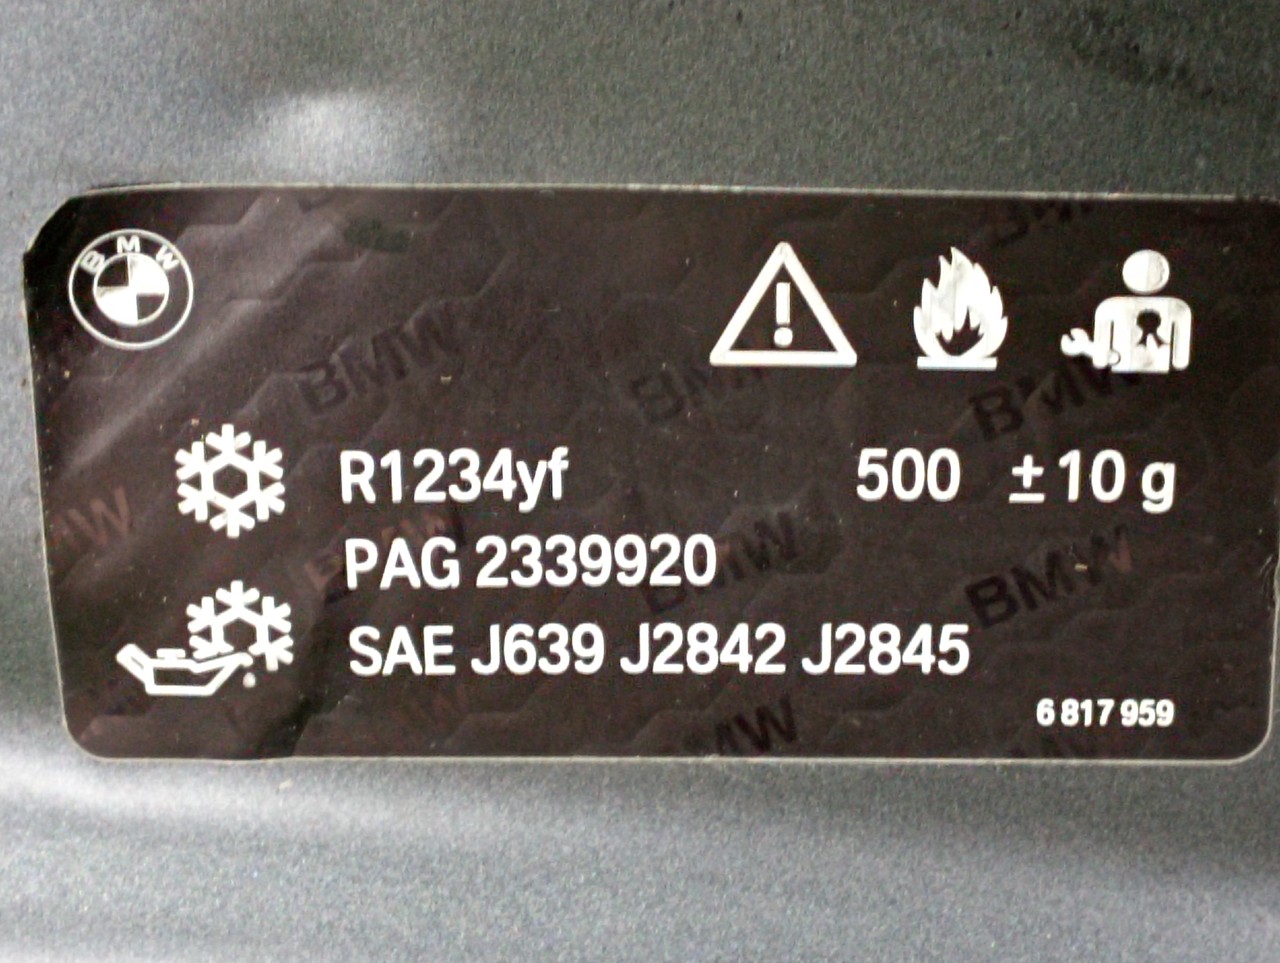 BMW
R1234yf 500 ±10 g
PAG 2339920
SAE J639 J2842 J2845
6 817 959